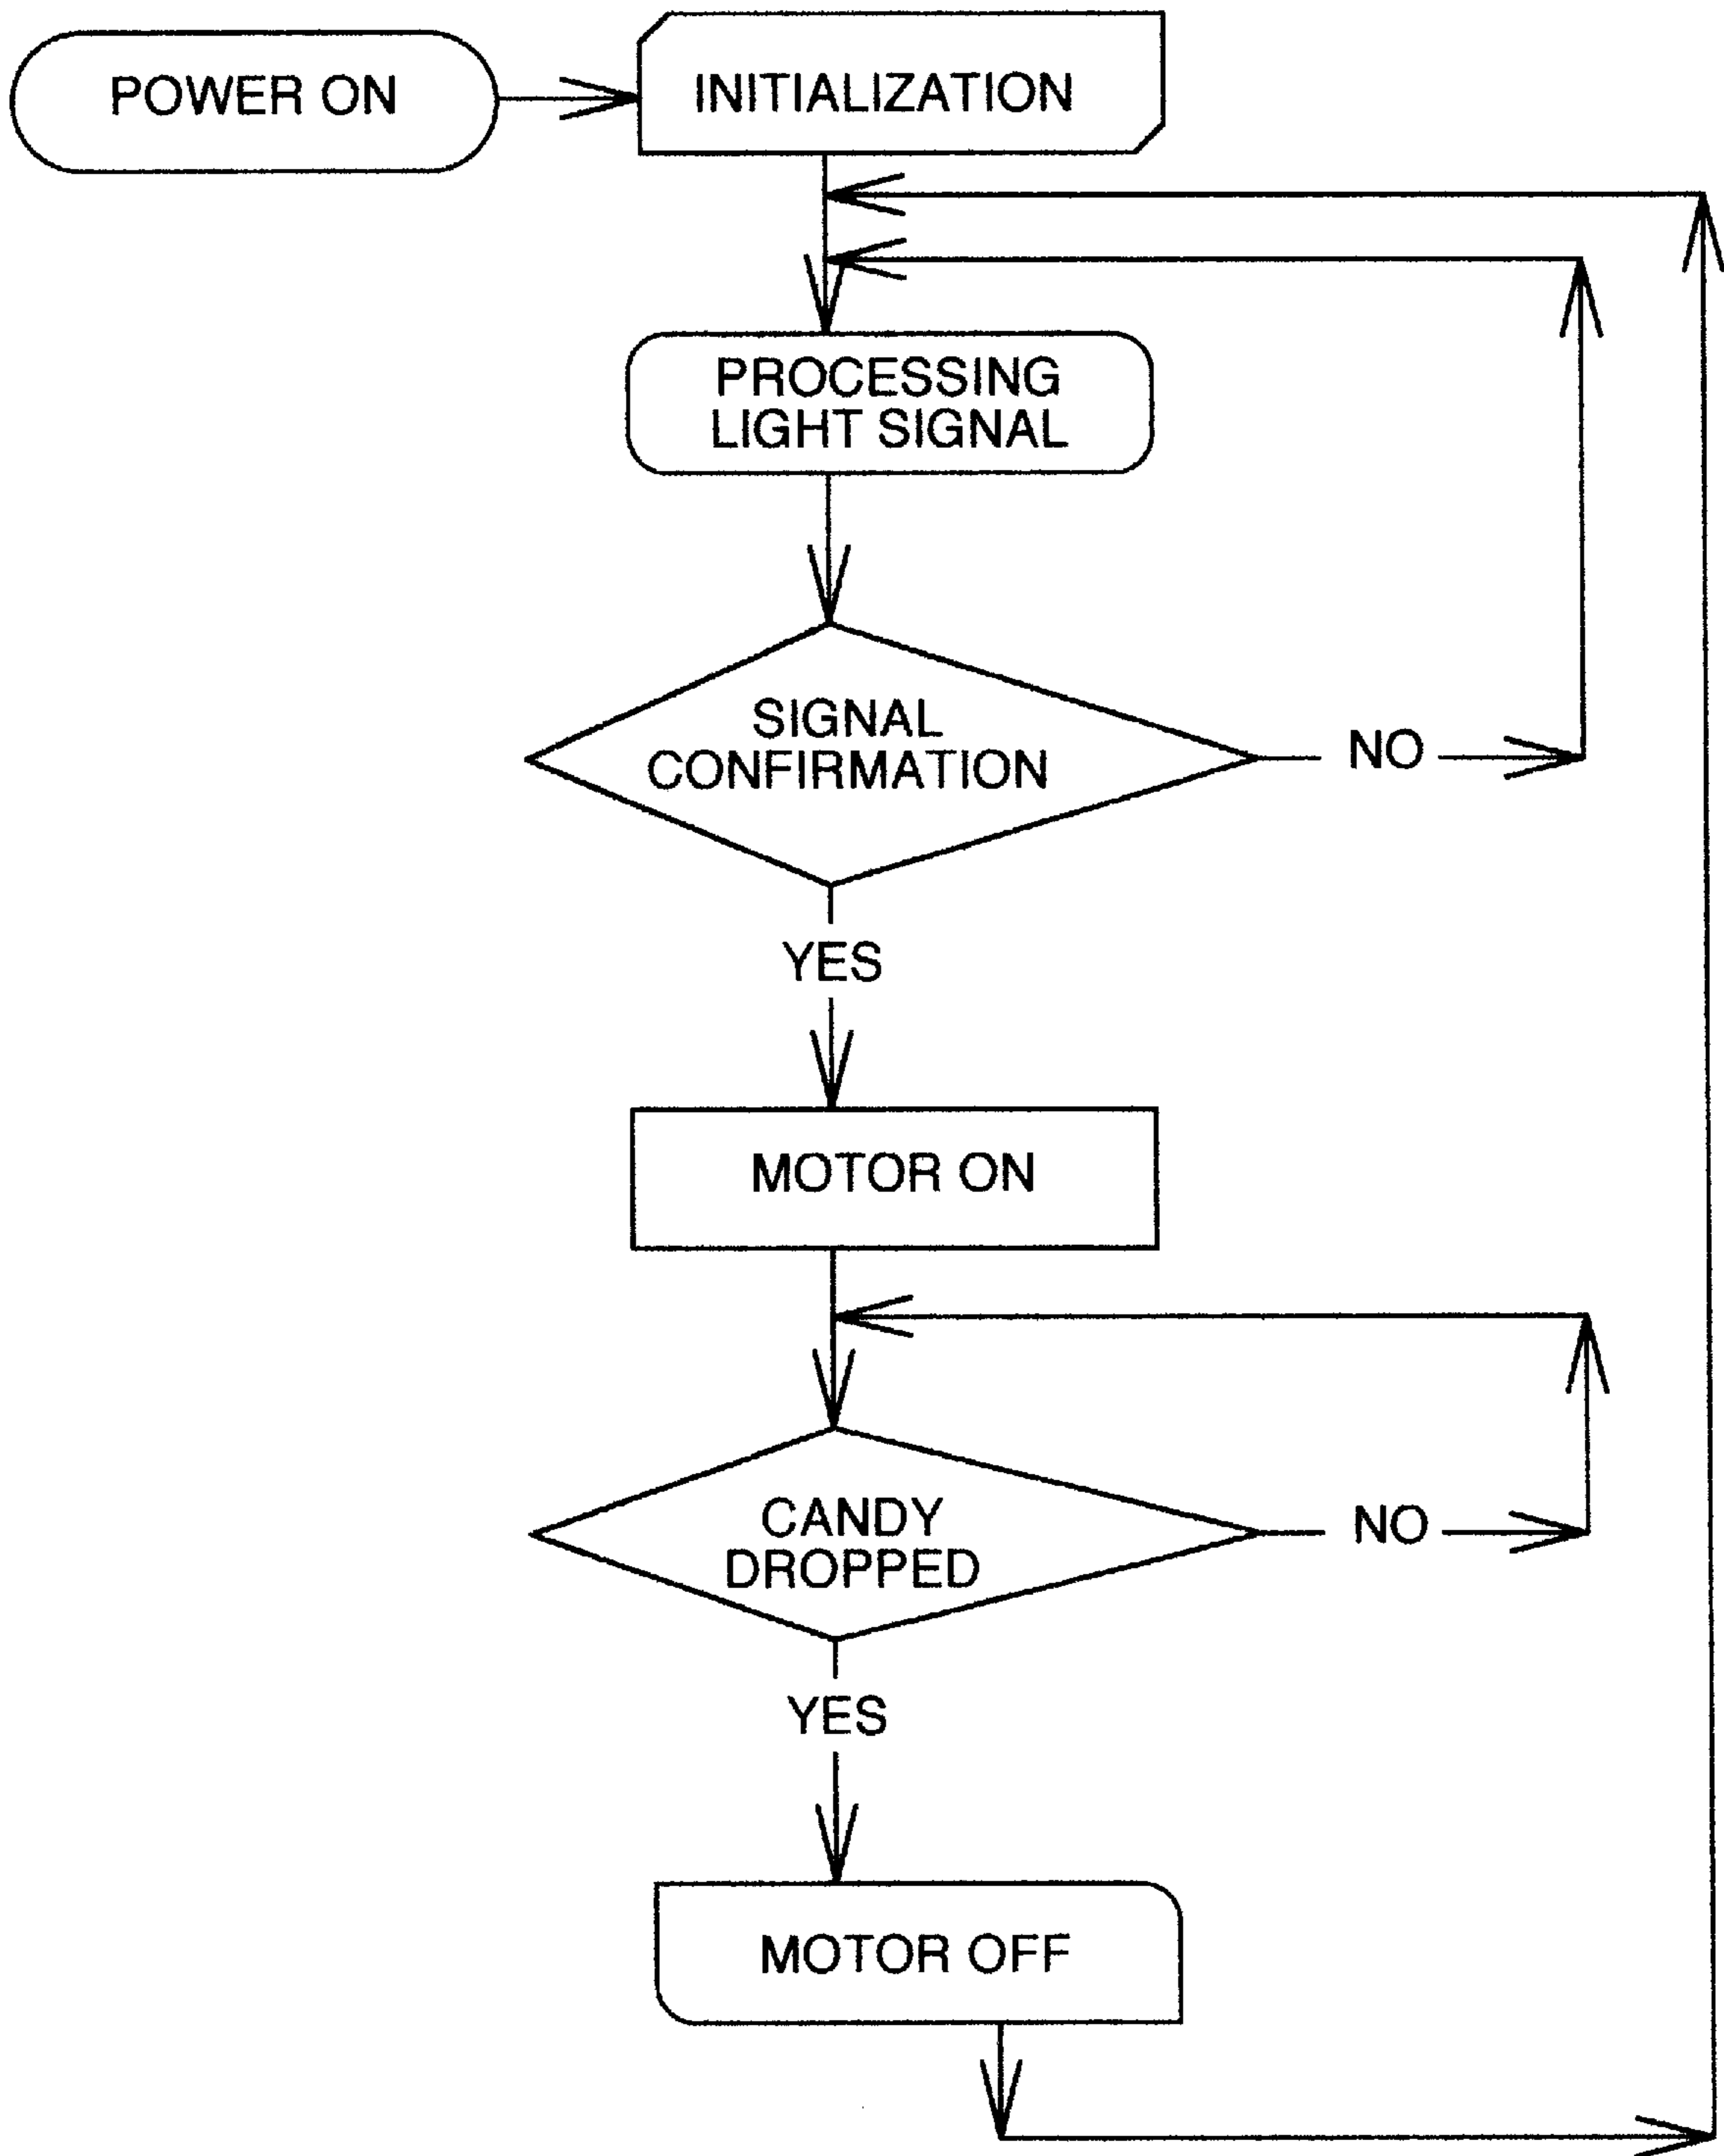 POWER ON
INITIALIZATION
PROCESSING
LIGHT SIGNAL
SIGNAL
CONFIRMATION
NO
YES
MOTOR ON
CANDY
DROPPED
NO
YES
MOTOR OFF